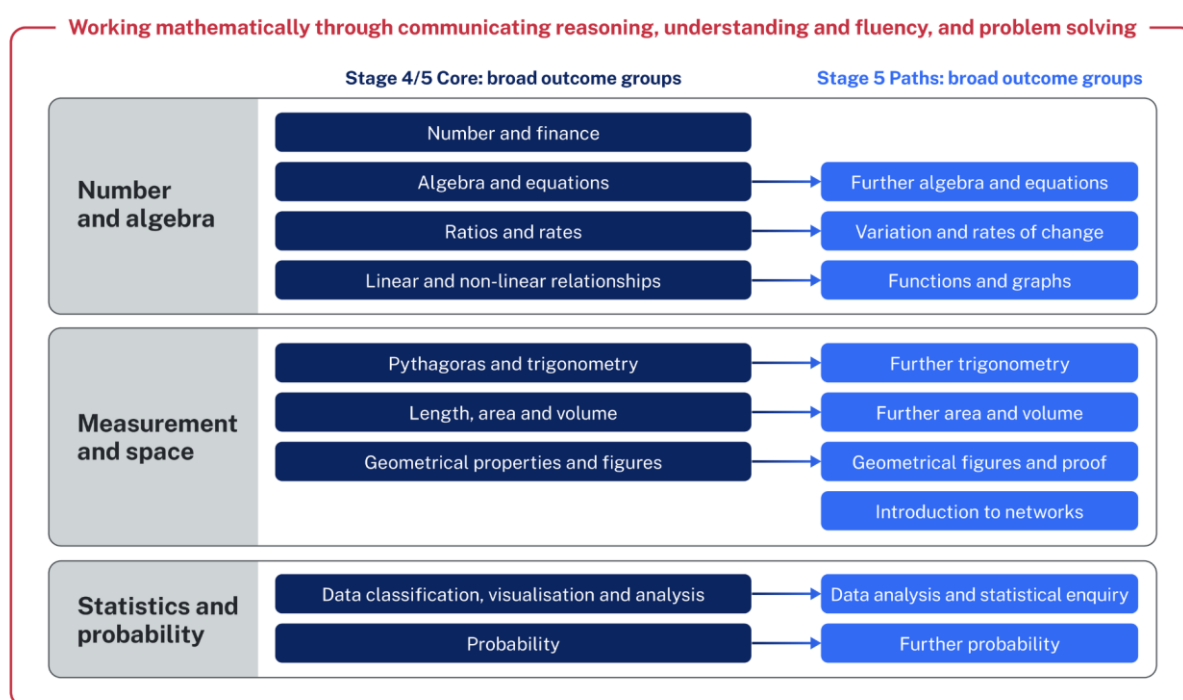 Working mathematically through communicating reasoning, understanding and fluency, and problem solving
Stage 4/5 Core: broad outcome groups
Stage 5 Paths: broad outcome groups
Number
and algebra
Number and finance
Algebra and equations
Further algebra and equations
Ratios and rates
Variation and rates of change
Linear and non-linear relationships
Functions and graphs
Measurement
and space
Pythagoras and trigonometry
Further trigonometry
Length, area and volume
Further area and volume
Geometrical properties and figures
Geometrical figures and proof
Introduction to networks
Statistics and
probability
Data classification, visualisation and analysis
Data analysis and statistical enquiry
Probability
Further probability